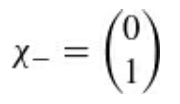 χ₋ = (0
1)